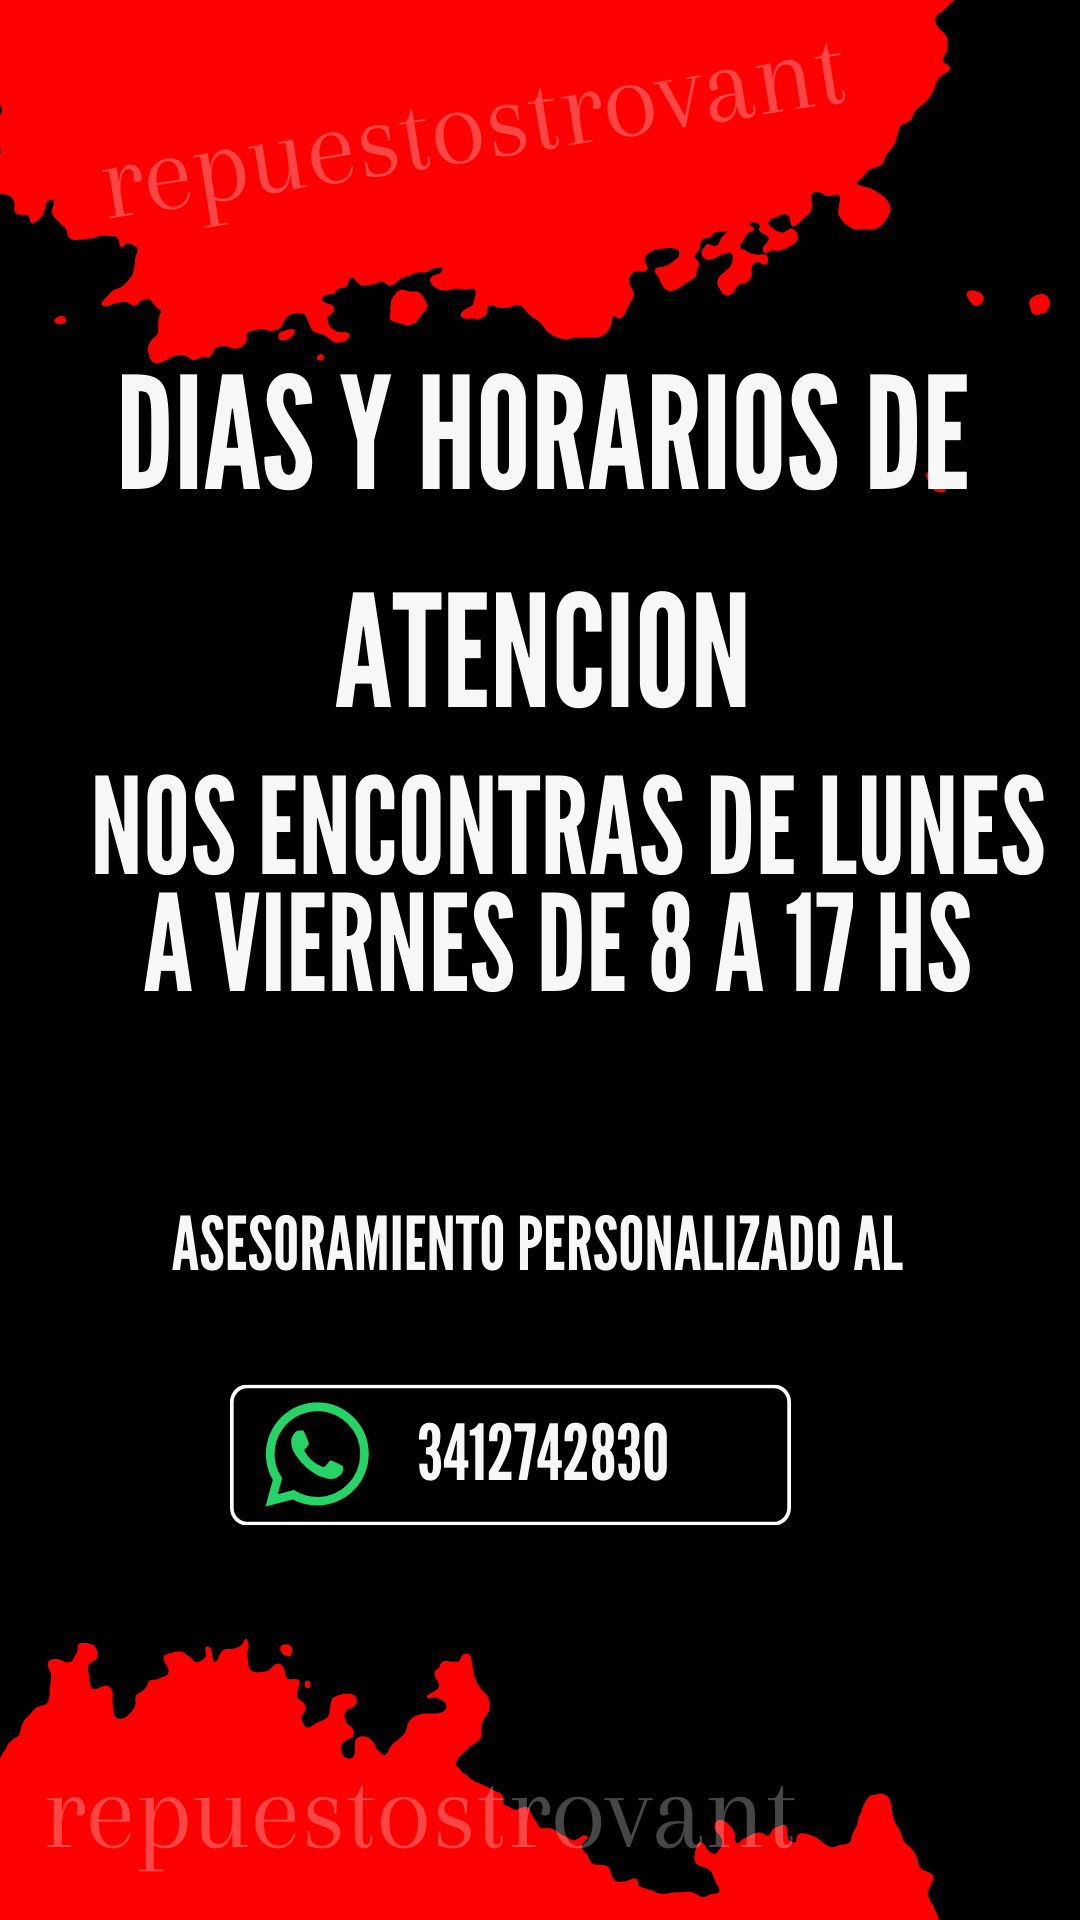 repuestostrovant
DIAS Y HORARIOS DE
ATENCION
NOS ENCONTRAS DE LUNES
A VIERNES DE 8 A 17 HS
ASESORAMIENTO PERSONALIZADO AL
3412742830
repuestostrovant